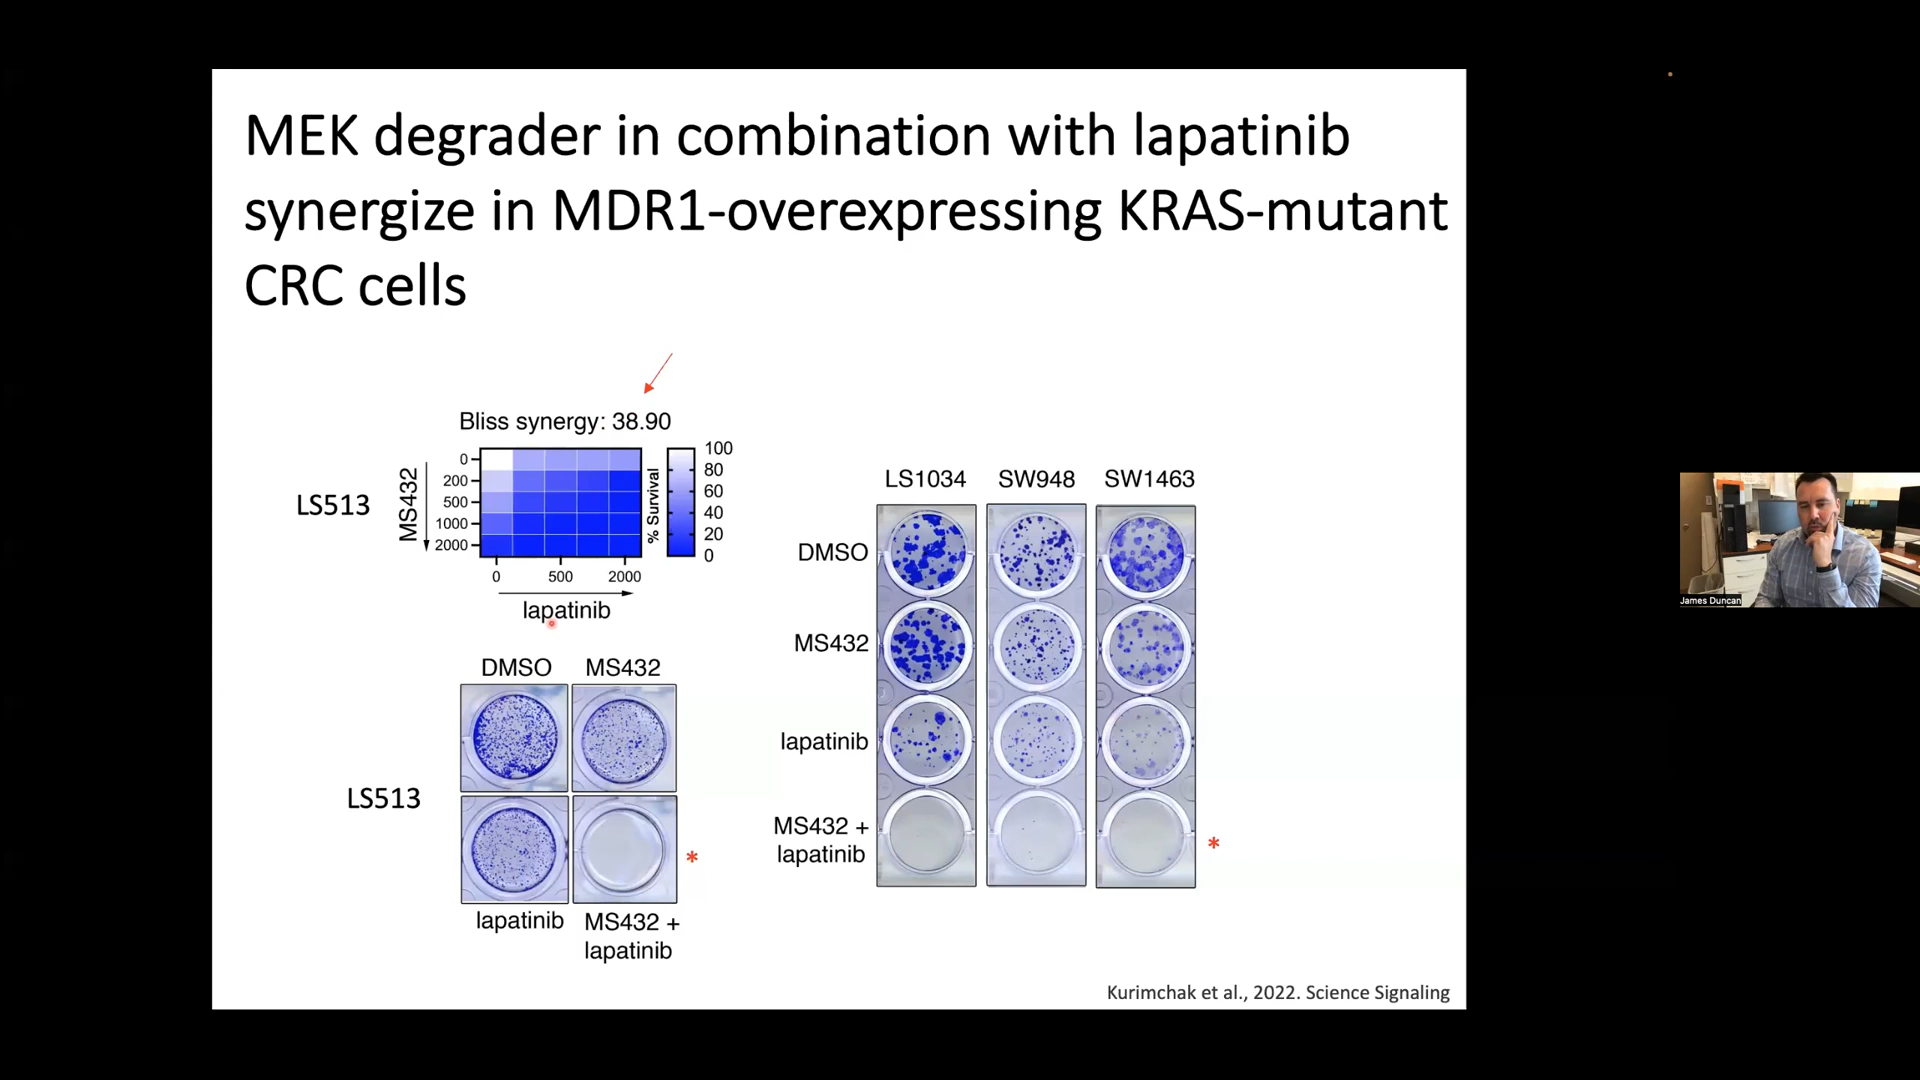 MEK degrader in combination with lapatinib
synergize in MDR1-overexpressing KRAS-mutant
CRC cells
Bliss synergy: 38.90
LS513
MS432
0
200
500
1000
2000
0
500
2000
lapatinib
% Survival
100
80
60
40
20
0
DMSO
MS432
LS513
lapatinib
MS432 +
lapatinib
*
LS1034
SW948
SW1463
DMSO
MS432
lapatinib
MS432 +
lapatinib
*
Kurimchak et al., 2022. Science Signaling
James Duncan